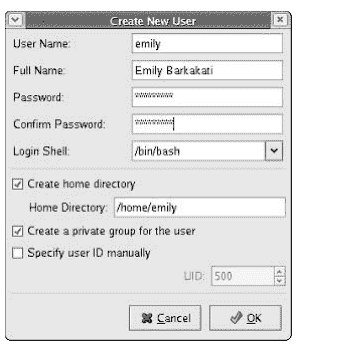 Create New User
User Name: emily
Full Name: Emily Barkakati
Password: *********
Confirm Password: *********
Login Shell: /bin/bash
Create home directory
Home Directory: /home/emily
Create a private group for the user
Specify user ID manually
UID: 500
Cancel OK